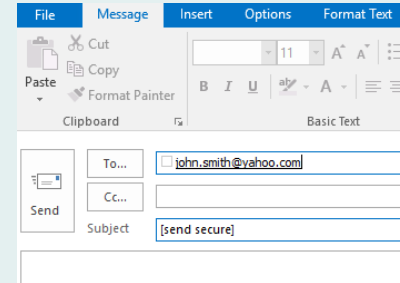 File Message Insert Options Format Text
Cut
11 A A
Copy
Paste
Format Painter
B I U aby A
Clipboard Basic Text
To... john.smith@yahoo.com
Cc...
Send
Subject [send secure]